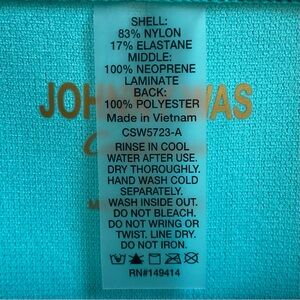 SHELL:
83% NYLON
17% ELASTANE
MIDDLE:
100% NEOPRENE
LAMINATE
BACK:
100% POLYESTER
Made in Vietnam
CSW5723-A
RINSE IN COOL
WATER AFTER USE.
DRY THOROUGHLY.
HAND WASH COLD
SEPARATELY.
WASH INSIDE OUT.
DO NOT BLEACH.
DO NOT WRING OR
TWIST. LINE DRY.
DO NOT IRON.
RN#149414